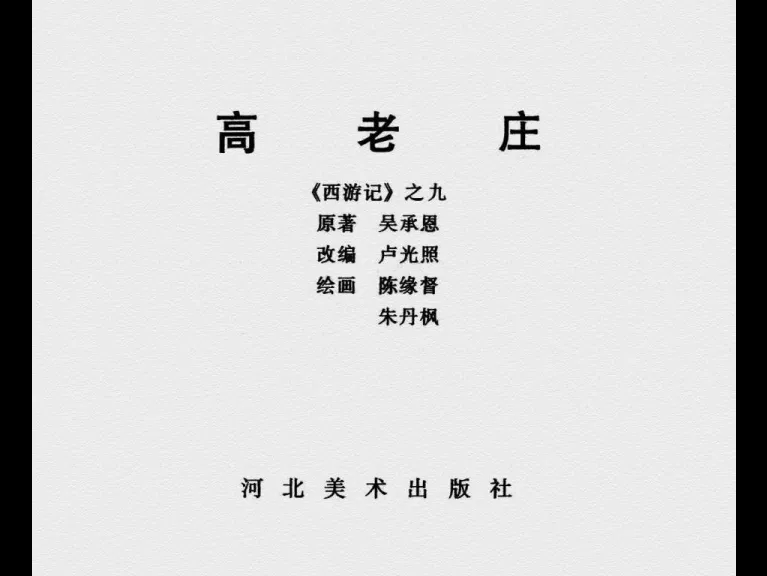 高老庄
《西游记》之九
原著 吴承恩
改编 卢光照
绘画 陈缘督
朱丹枫
河北美术出版社